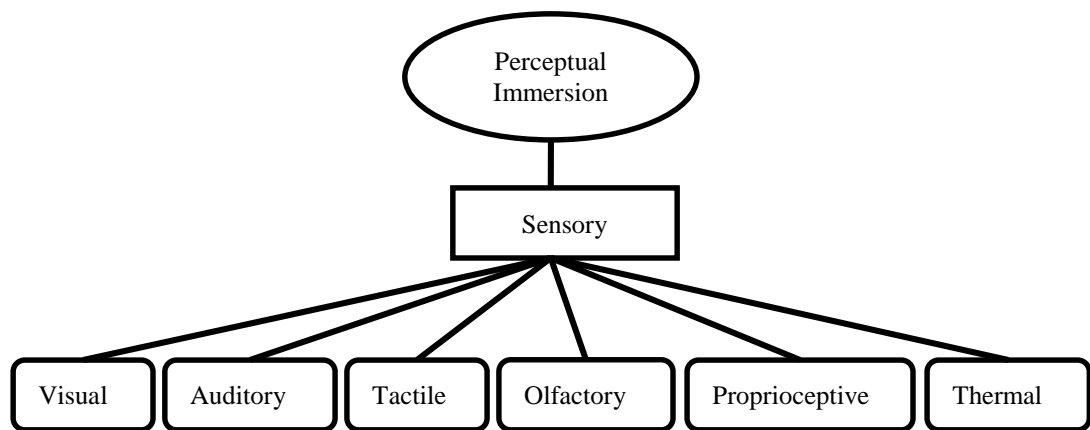 Perceptual
Immersion
Sensory
Visual Auditory Tactile Olfactory Proprioceptive Thermal